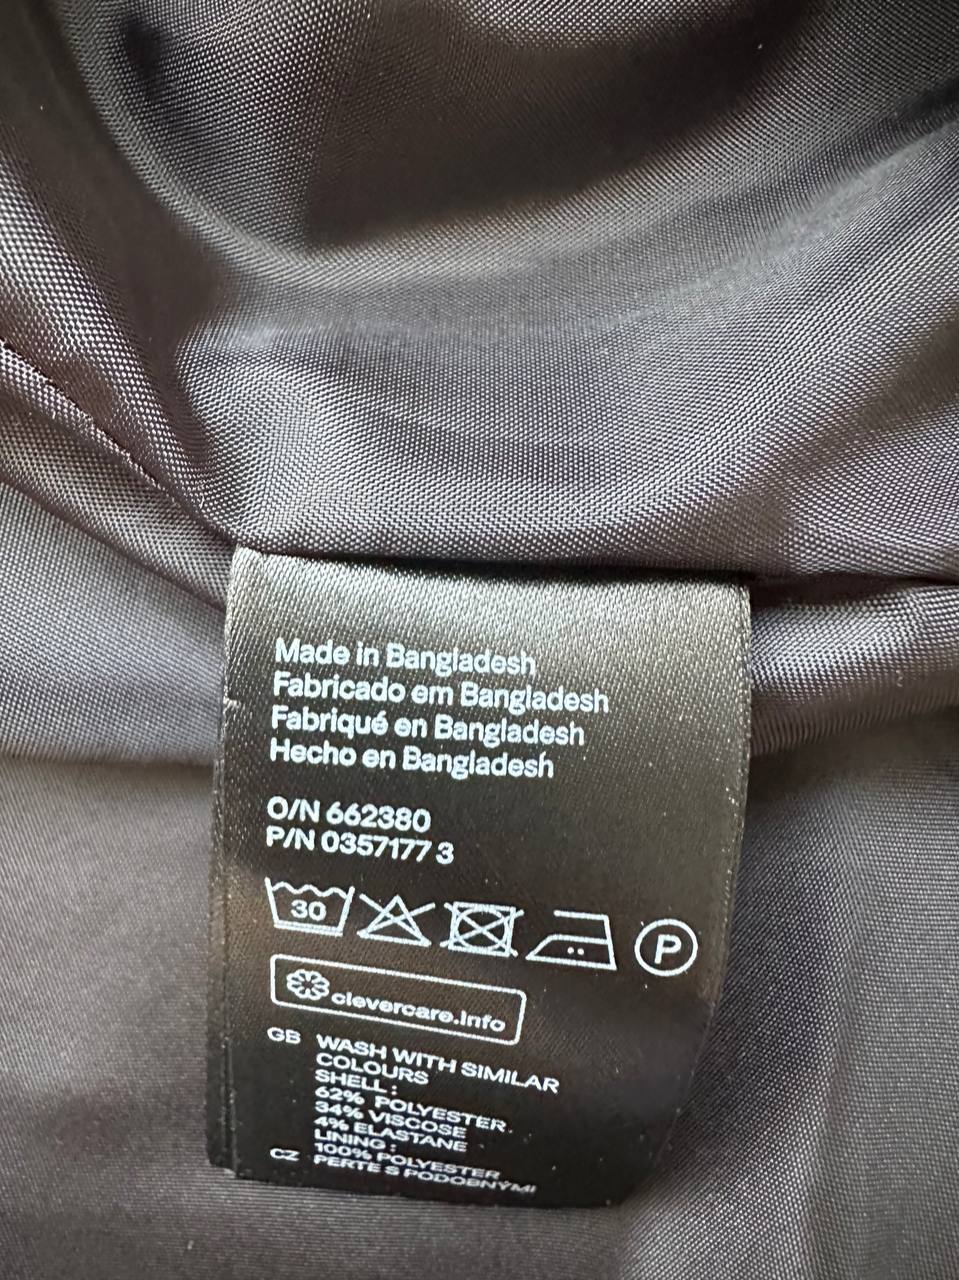 Made in Bangladesh
Fabricado em Bangladesh
Fabriqué en Bangladesh
Hecho en Bangladesh
O/N 662380
P/N 0357177 3
30
P
clevercare.info
GB WASH WITH SIMILAR
COLOURS
SHELL:
62% POLYESTER.
34% VISCOSE
4% ELASTANE
LINING:
100% POLYESTER
CZ PERTE S PODOBNÝMI